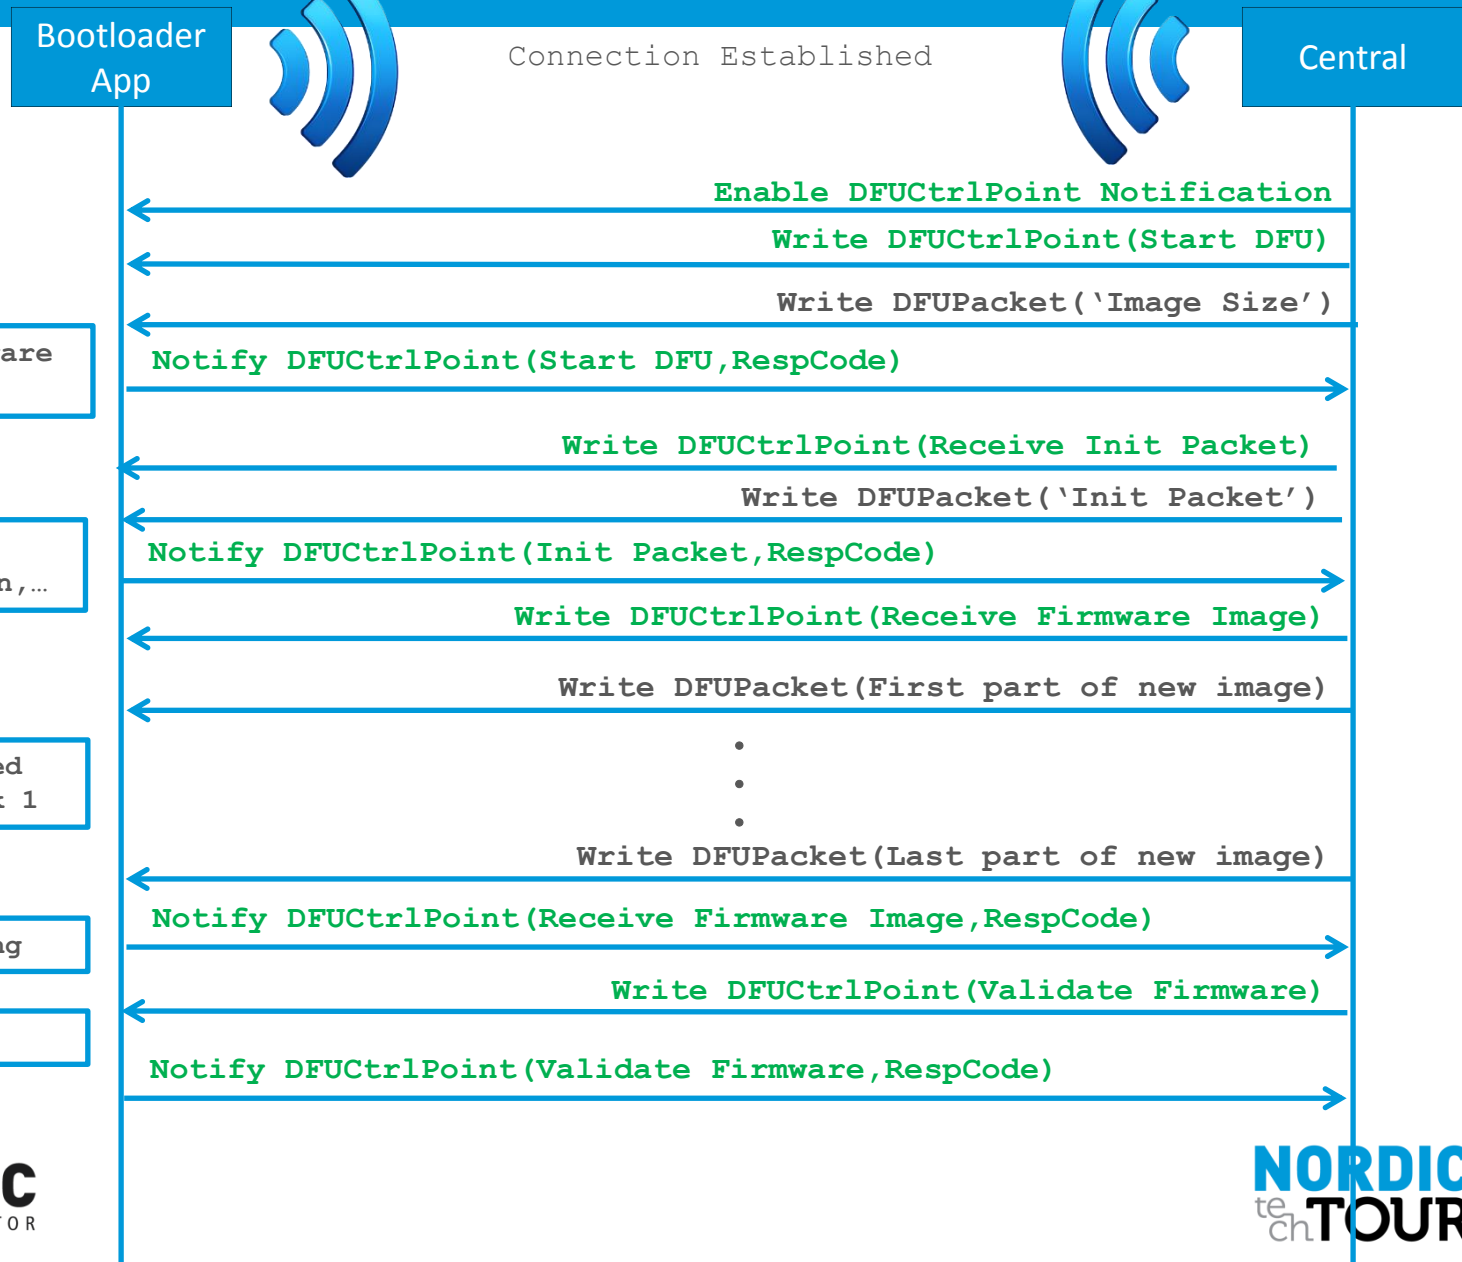 Bootloader
App
Connection Established
Central
Enable DFUCtrlPoint Notification
Write DFUCtrlPoint(Start DFU)
Write DFUPacket(‘Image Size’)
are
Notify DFUCtrlPoint(Start DFU,RespCode)
Write DFUCtrlPoint(Receive Init Packet)
Write DFUPacket(‘Init Packet’)
Notify DFUCtrlPoint(Init Packet,RespCode)
n,…
Write DFUCtrlPoint(Receive Firmware Image)
Write DFUPacket(First part of new image)
ed
1
Write DFUPacket(Last part of new image)
Notify DFUCtrlPoint(Receive Firmware Image,RespCode)
ng
Write DFUCtrlPoint(Validate Firmware)
Notify DFUCtrlPoint(Validate Firmware,RespCode)
C
TOR
NORDIC
tech TOUR